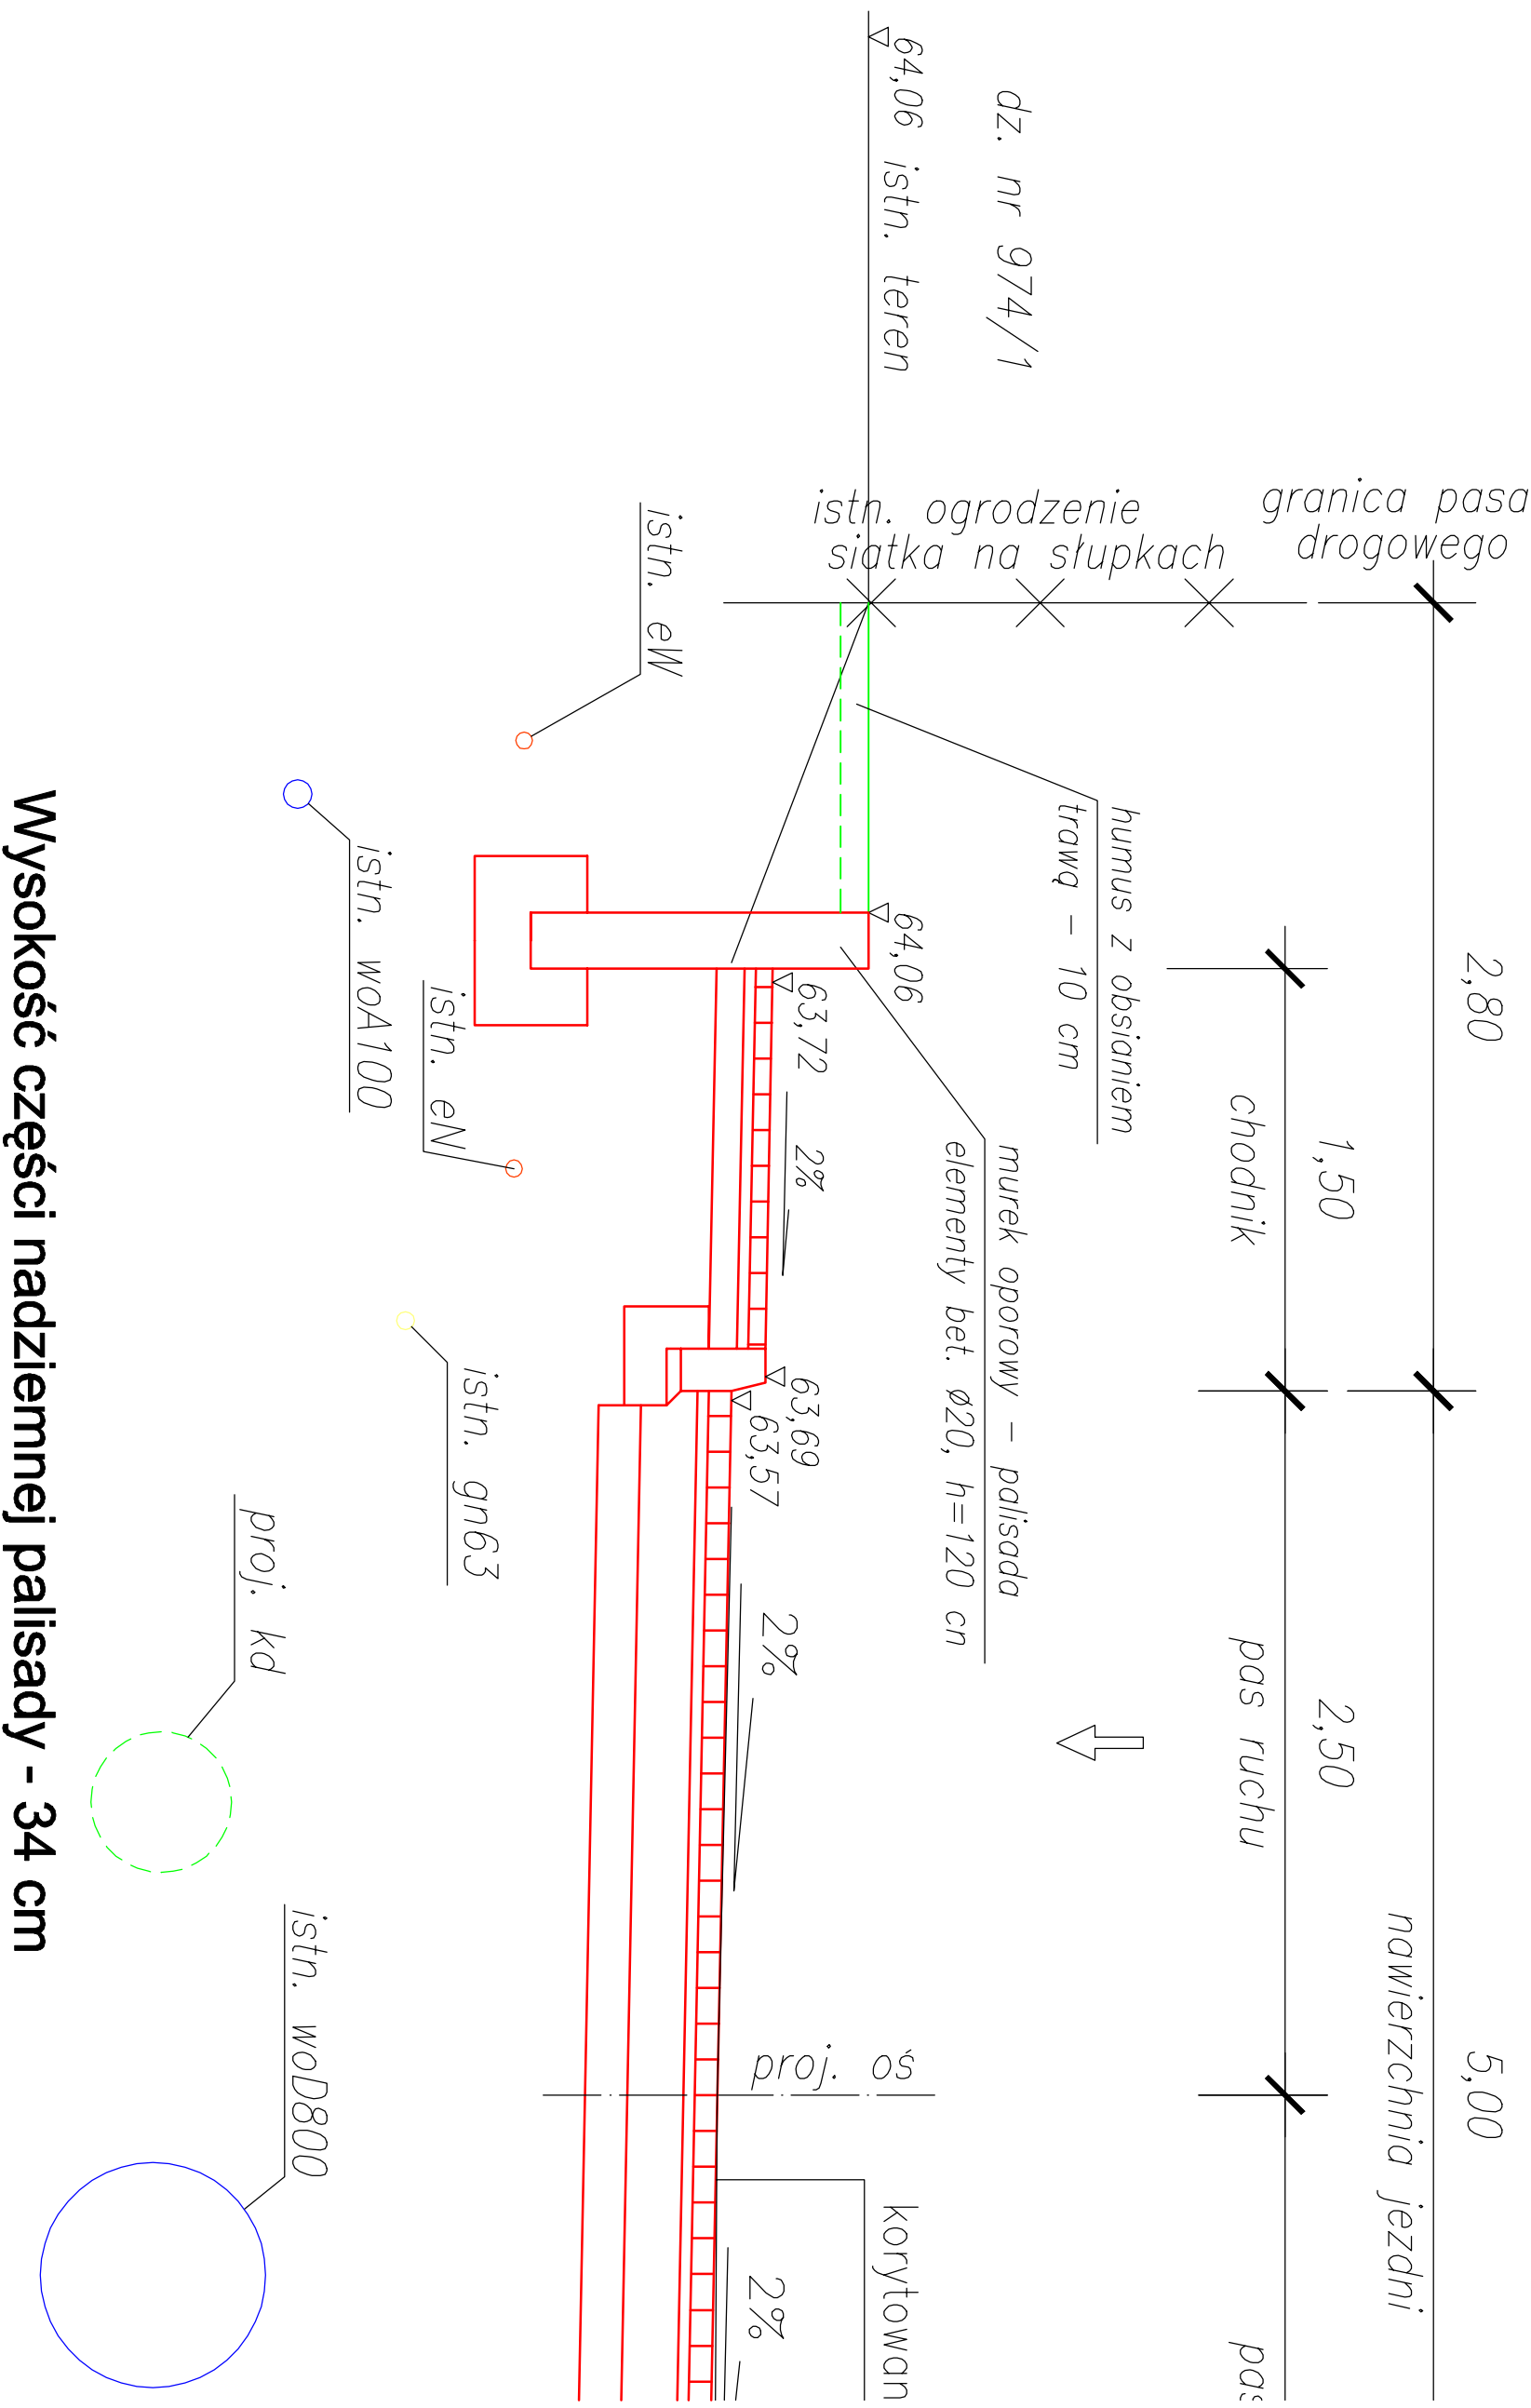 granica pasa
drogowego
2,80
5,00
nawierzchnia jezdni
1,50
2,50
chodnik
pas ruchu
pas
istn. ogrodzenie
siatka na słupkach
dz. nr 974/1
64,06 istn. teren
humus z obsianiem
trawą - 10 cm
murek oporowy - palisada
elementy bet. ø20, h=120 cn
64,06
63,72
2%
63,69
63,57
2%
proj. oś
korytowan
2%
istn. eW
istn. woA100
istn. eN
istn. gn63
proj. kd
istn. woD800
Wysokość części nadziemnej palisady - 34 cm